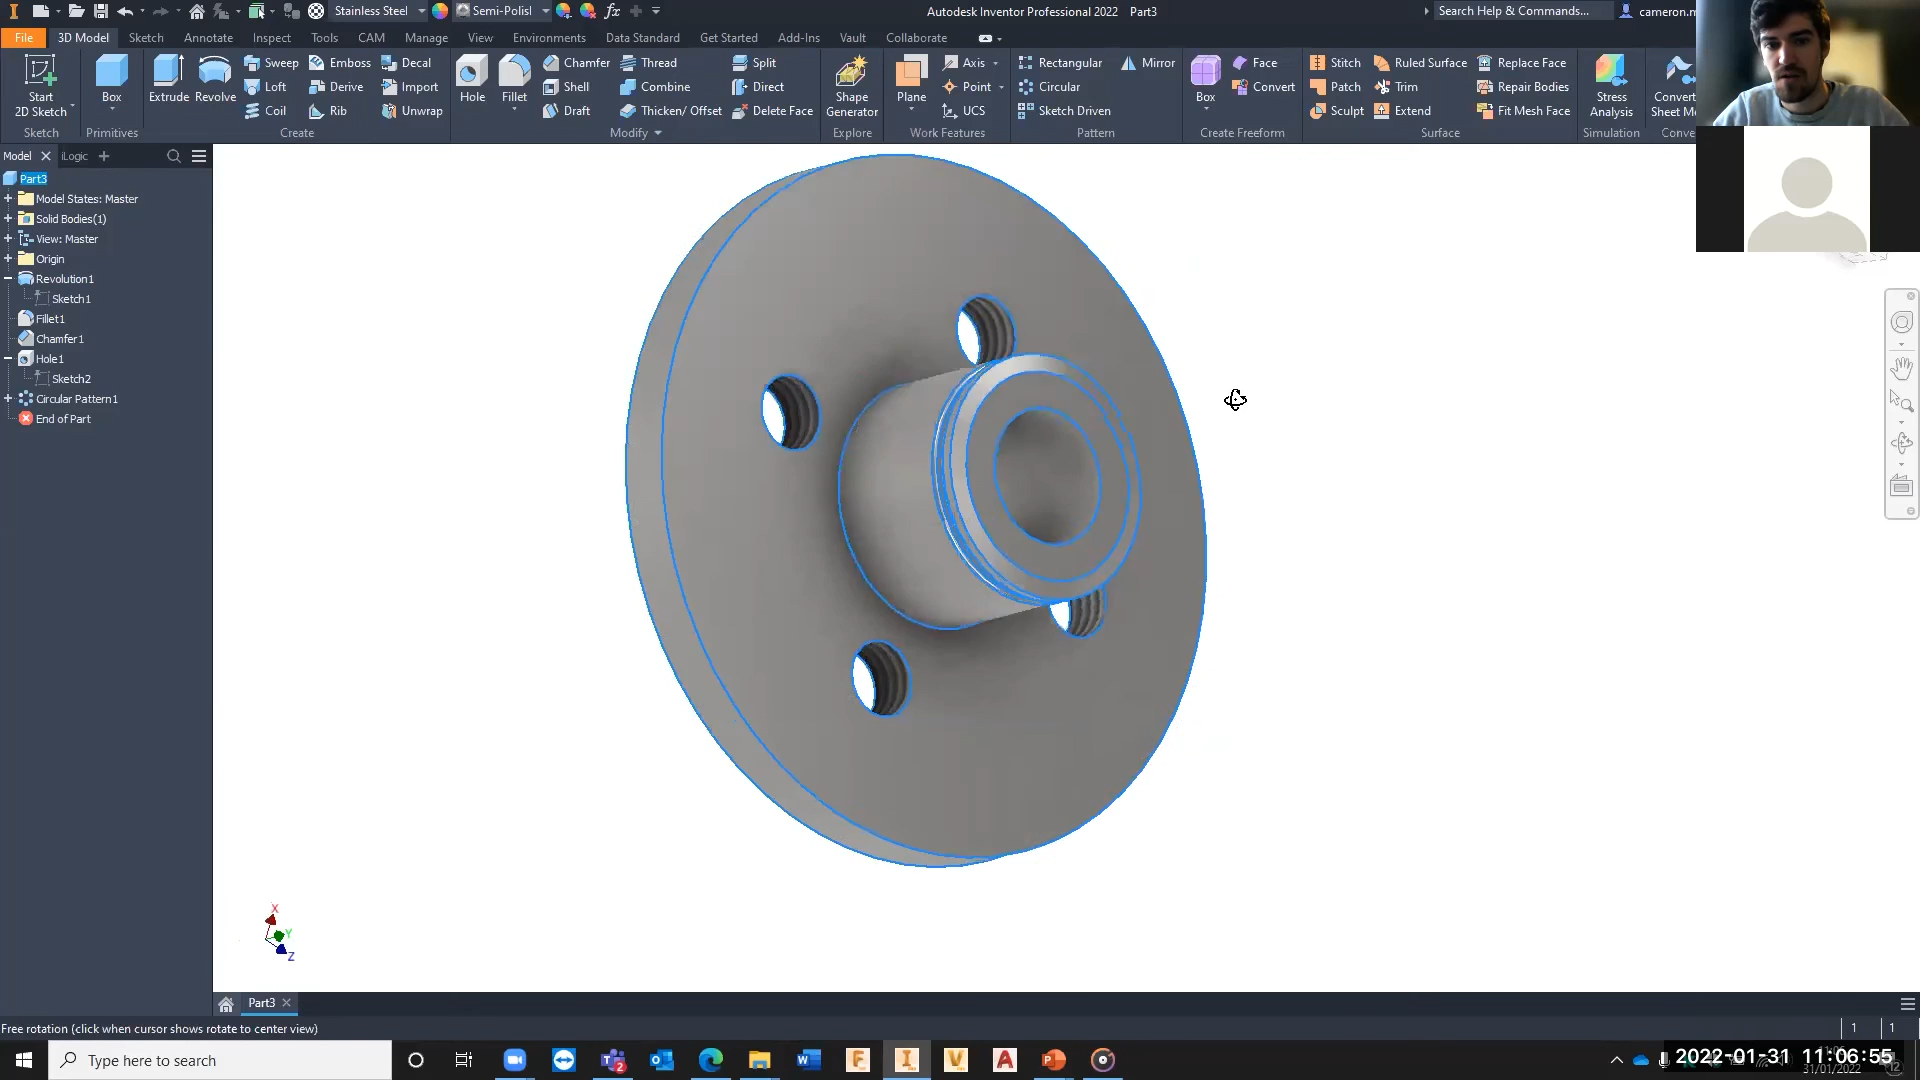 Stainless Steel
Semi-Polisl
fx
Autodesk Inventor Professional 2022 Part3
Search Help & Commands...
cameron.m
File 3D Model Sketch Annotate Inspect Tools CAM Manage View Environments Data Standard Get Started Add-Ins Vault Collaborate
Start
2D Sketch
Sketch
Box
Primitives
Extrude Revolve
Sweep Emboss Decal
Loft Derive Import
Coil Rib Unwrap
Create
Hole Fillet
Chamfer Thread Split
Shell Combine Direct
Draft Thicken/ Offset Delete Face
Modify
Shape
Generator
Explore
Plane
Axis
Point
UCS
Work Features
Rectangular Mirror
Circular
Sketch Driven
Pattern
Box
Face
Convert
Create Freeform
Stitch Ruled Surface Replace Face
Patch Trim Repair Bodies
Sculpt Extend Fit Mesh Face
Surface
Stress
Analysis
Simulation
Convert
Sheet Me
Conv
Model iLogic
Part3
Model States: Master
Solid Bodies(1)
View: Master
Origin
Revolution1
Sketch1
Fillet1
Chamfer1
Hole1
Sketch2
Circular Pattern1
End of Part
X
Y
Z
Part3
Free rotation (click when cursor shows rotate to center view)
1 1
Type here to search
2022-01-31 11:06:55
31/01/2022